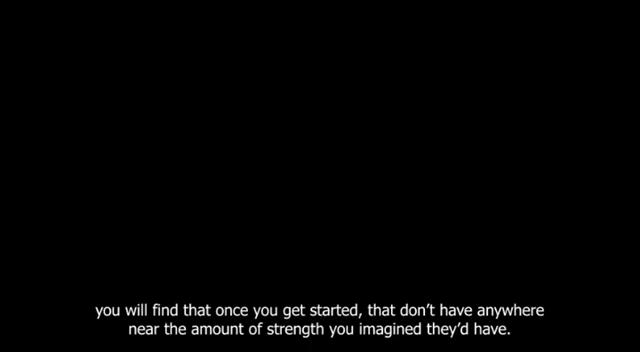 you will find that once you get started, that don't have anywhere
near the amount of strength you imagined they'd have.